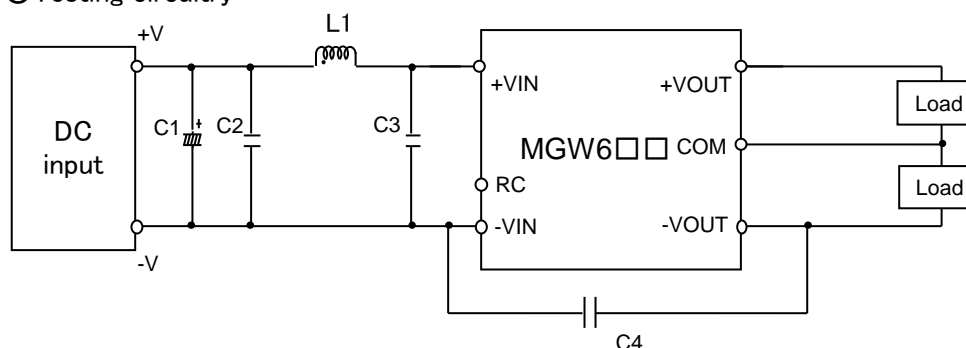 Testing circuitry
+V
L1
+VIN
+VOUT
Load
C1
+
C2
C3
DC
input
MGW6□□
COM
RC
Load
-VIN
-VOUT
-V
C4